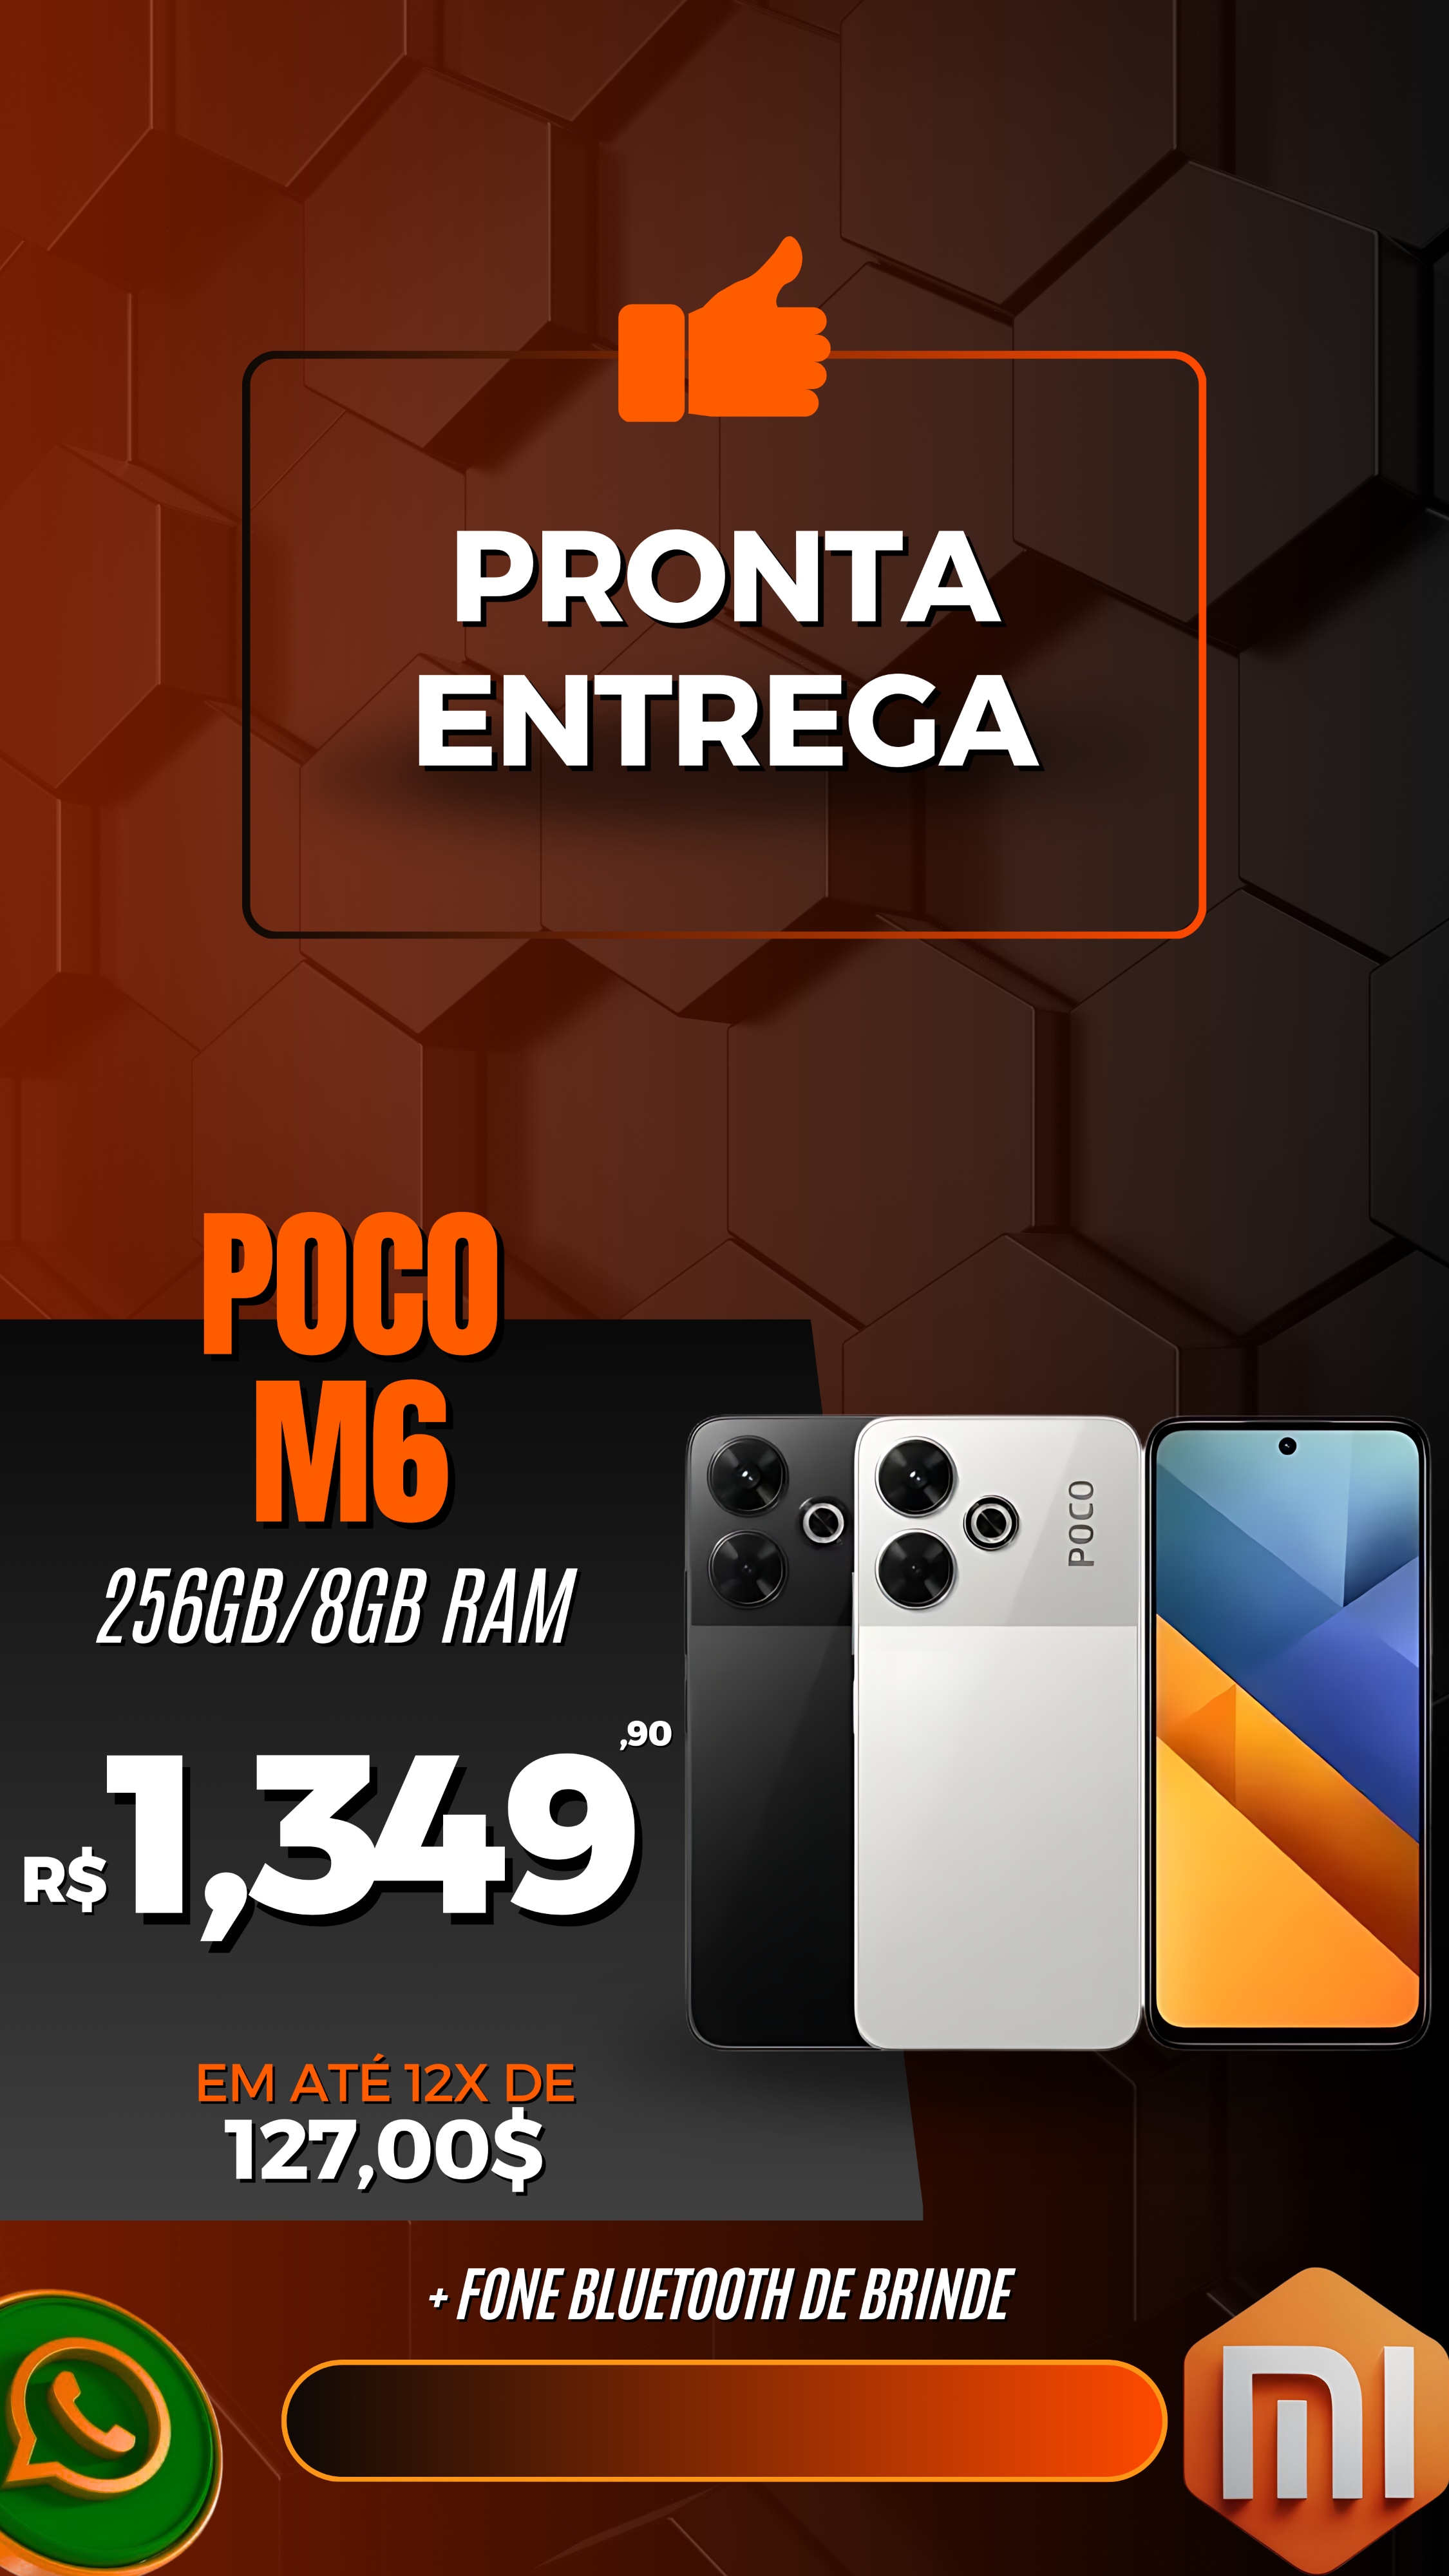 PRONTA
ENTREGA
POCO
M6
256GB/8GB RAM
R$1,349,90
POCO
EM ATÉ 12X DE
127,00$
+ FONE BLUETOOTH DE BRINDE
MI